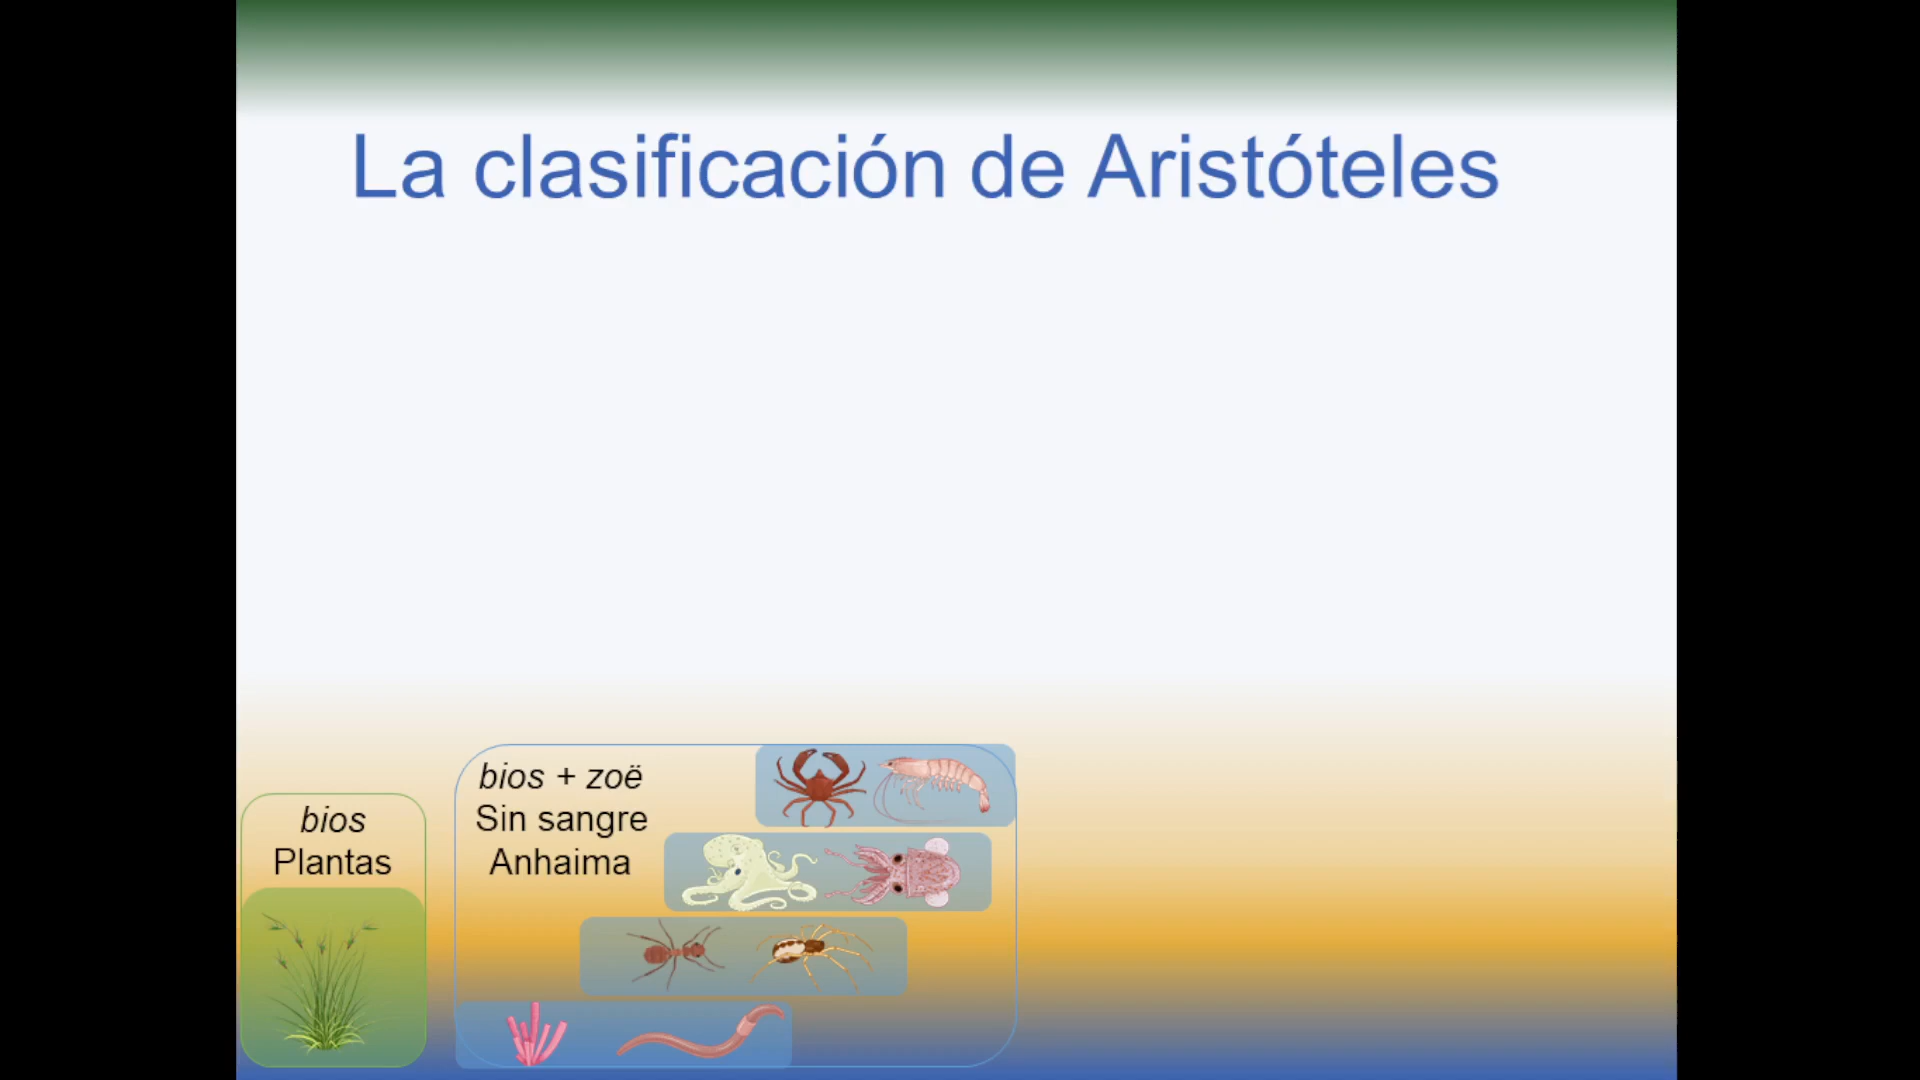 La clasificación de Aristóteles
bios
Plantas
bios + zoë
Sin sangre
Anhaima